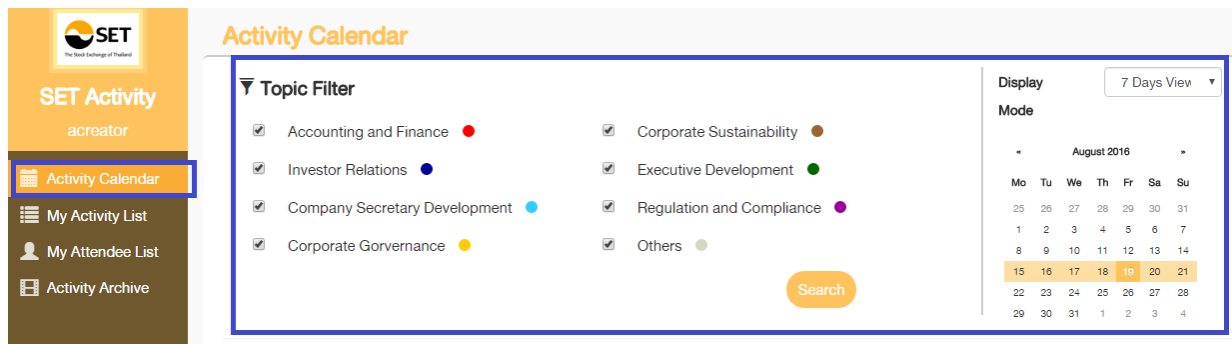 SET
The Stock Exchange of Thailand
SET Activity
acreator
Activity Calendar
My Activity List
My Attendee List
Activity Archive
Activity Calendar
Topic Filter
Accounting and Finance
Corporate Sustainability
Investor Relations
Executive Development
Company Secretary Development
Regulation and Compliance
Corporate Gorvernance
Others
Search
Display Mode
7 Days View
« August 2016 »
Mo Tu We Th Fr Sa Su
25 26 27 28 29 30 31
1 2 3 4 5 6 7
8 9 10 11 12 13 14
15 16 17 18 19 20 21
22 23 24 25 26 27 28
29 30 31 1 2 3 4